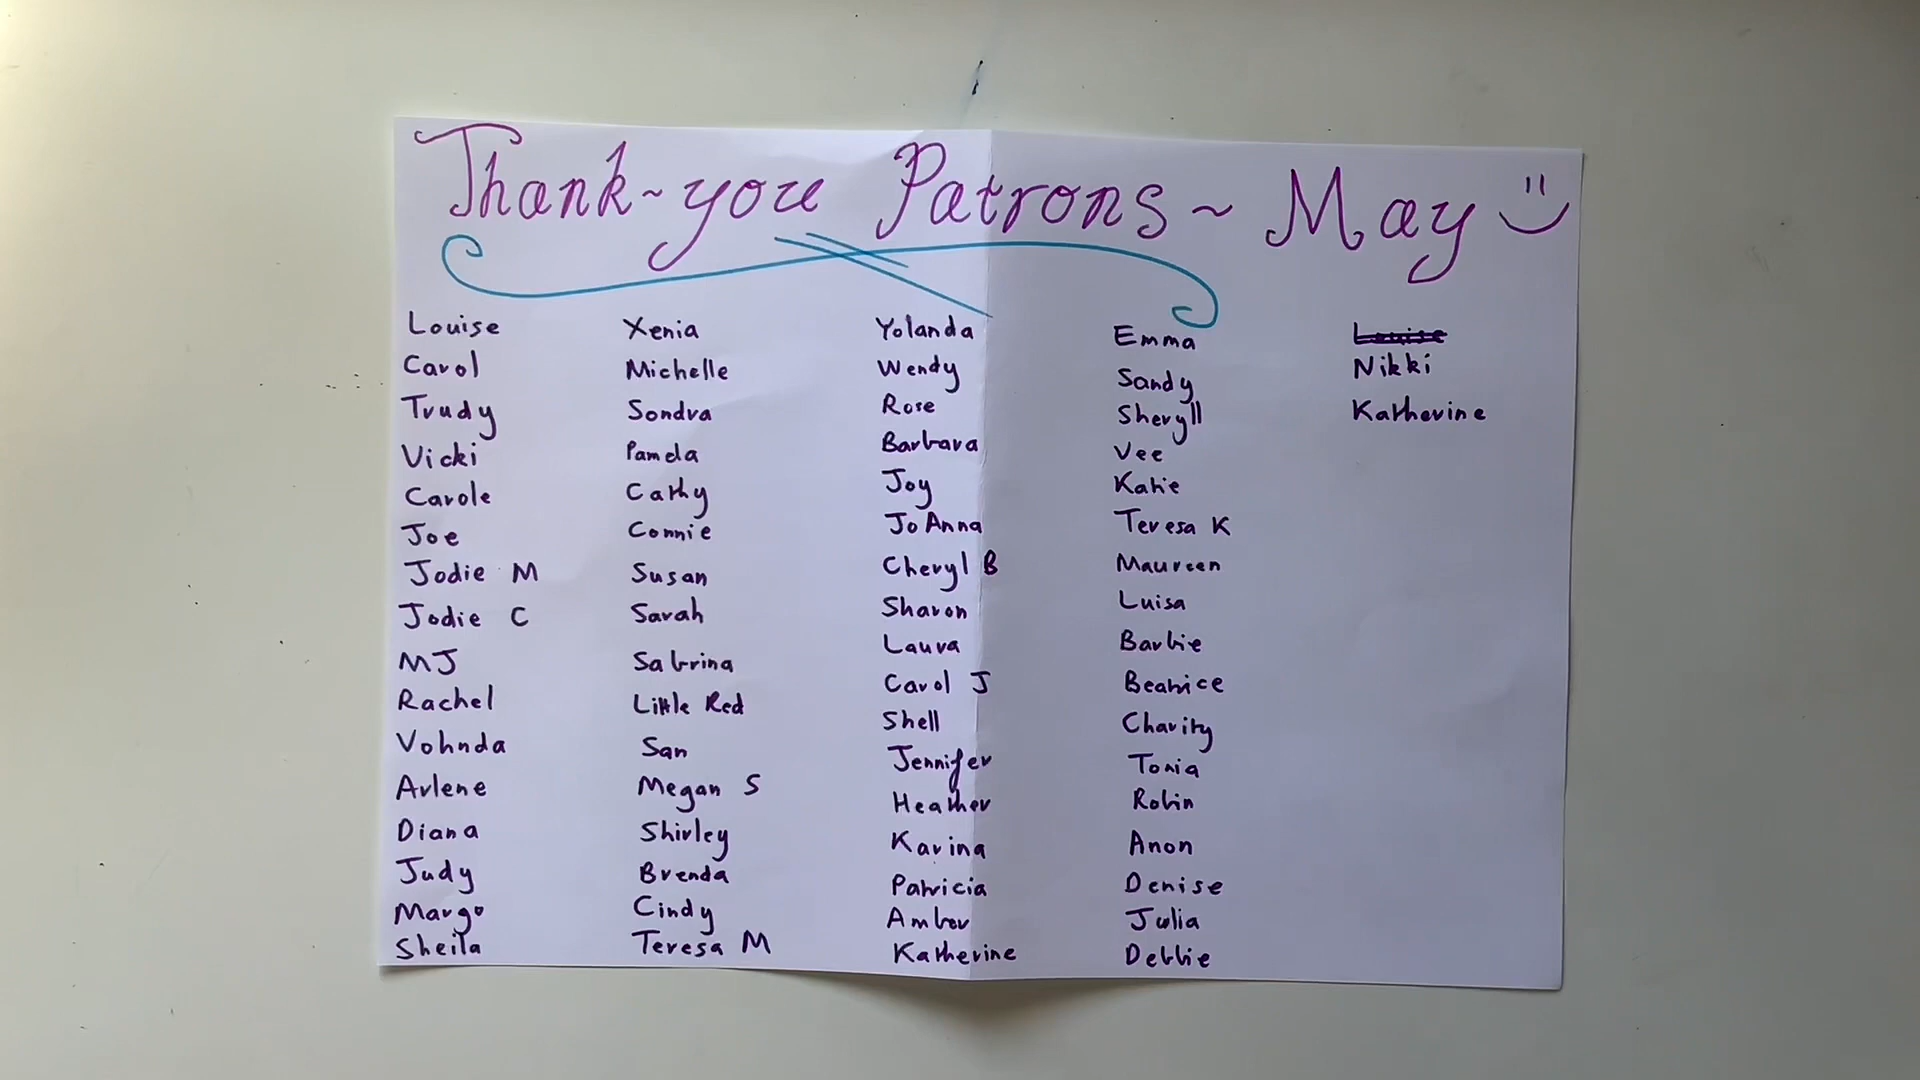 Thank-you Patrons ~ May
Louise
Carol
Trudy
Vicki
Carole
Joe
Jodie M
Jodie C
MJ
Rachel
Vohnda
Arlene
Diana
Judy
Margo
Sheila
Xenia
Michelle
Sondra
Pamela
Cathy
Connie
Susan
Sarah
Sabrina
Little Red
San
Megan S
Shirley
Brenda
Cindy
Teresa M
Yolanda
Wendy
Rose
Barbara
Joy
JoAnna
Cheryl B
Sharon
Laura
Carol J
Shell
Jennifer
Heather
Karina
Patricia
Amber
Katherine
Emma
Sandy
Sheryll
Vee
Katie
Teresa K
Maureen
Luisa
Barbie
Beatrice
Charity
Tonia
Robin
Anon
Denise
Julia
Debbie
Louise
Nikki
Katherine